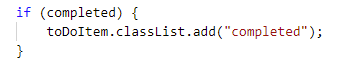 if (completed) {
    toDoItem.classList.add("completed");
}